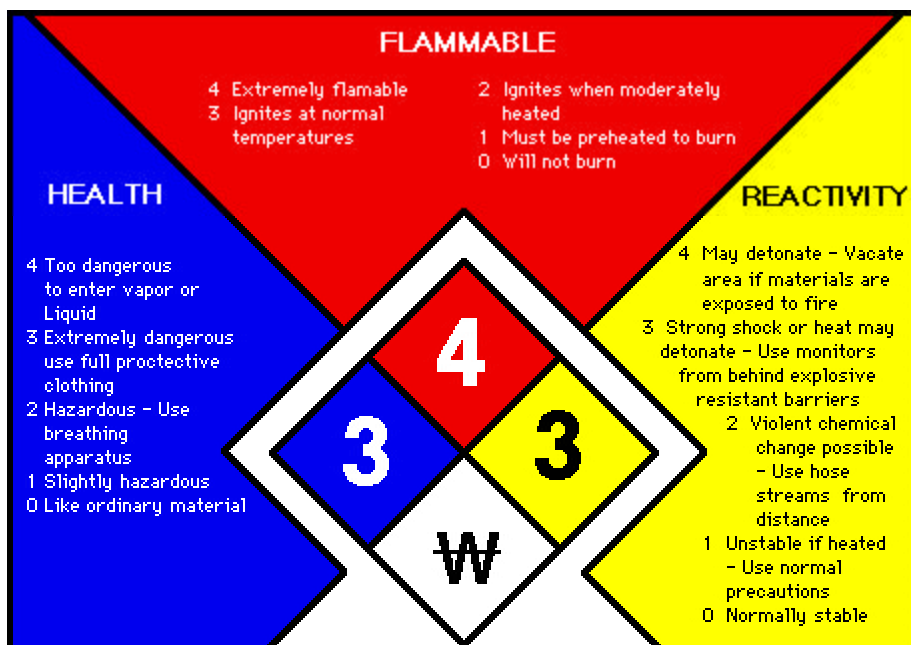 FLAMMABLE
4 Extremely flamable
3 Ignites at normal
temperatures
2 Ignites when moderately
heated
1 Must be preheated to burn
0 Will not burn
HEALTH
4 Too dangerous
to enter vapor or
Liquid
3 Extremely dangerous
use full proctective
clothing
2 Hazardous - Use
breathing
apparatus
1 Slightly hazardous
0 Like ordinary material
REACTIVITY
4 May detonate - Vacate
area if materials are
exposed to fire
3 Strong shock or heat may
detonate - Use monitors
from behind explosive
resistant barriers
2 Violent chemical
change possible
- Use hose
streams from
distance
1 Unstable if heated
- Use normal
precautions
0 Normally stable
4
3
3
W